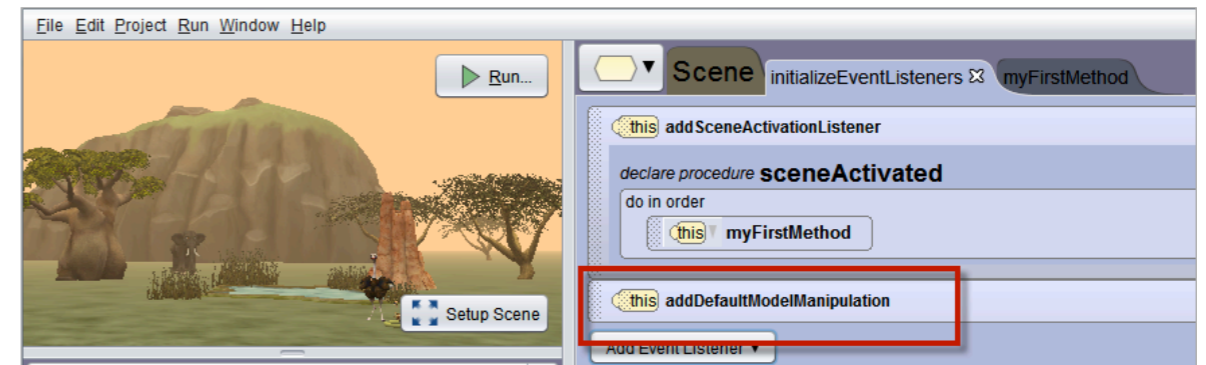 File Edit Project Run Window Help
Run...
Setup Scene
Scene initializeEventListeners myFirstMethod
this addSceneActivationListener
declare procedure sceneActivated
do in order
this myFirstMethod
this addDefaultModelManipulation
Add Event Listener